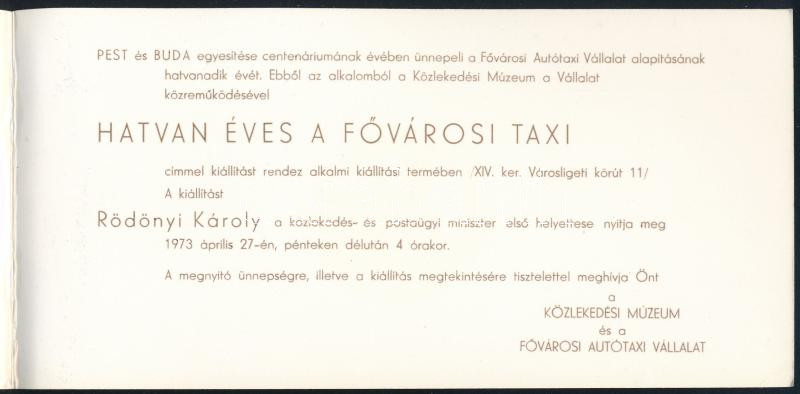 PEST és BUDA egyesítése centenáriumának évében ünnepeli a Fővárosi Autótaxi Vállalat alapításának
hatvanadik évét. Ebből az alkalomból a Közlekedési Múzeum a Vállalat
közreműködésével
HATVAN ÉVES A FŐVÁROSI TAXI
címmel kiállítást rendez alkalmi kiállítási termében /XIV. ker. Városligeti körút 11/
A kiállítást
Rödönyi Károly a közlekedés- és postaügyi miniszter első helyettese nyitja meg
1973 április 27-én, pénteken délután 4 órakor.
A megnyitó ünnepségre, illetve a kiállítás megtekintésére tisztelettel meghívja Önt
a
KÖZLEKEDÉSI MÚZEUM
és a
FŐVÁROSI AUTÓTAXI VÁLLALAT